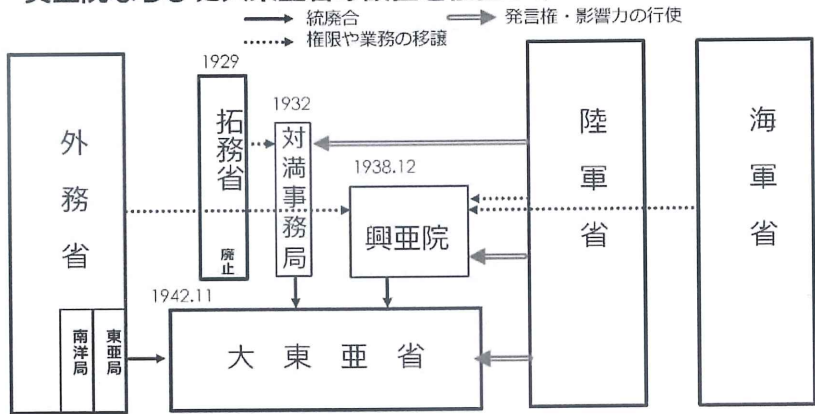 統廃合
発言権・影響力の行使
権限や業務の移譲
1929
1932
1938.12
1942.11
外務省
拓務省
廃止
対満事務局
興亜院
陸軍省
海軍省
南洋局
東亜局
大東亜省